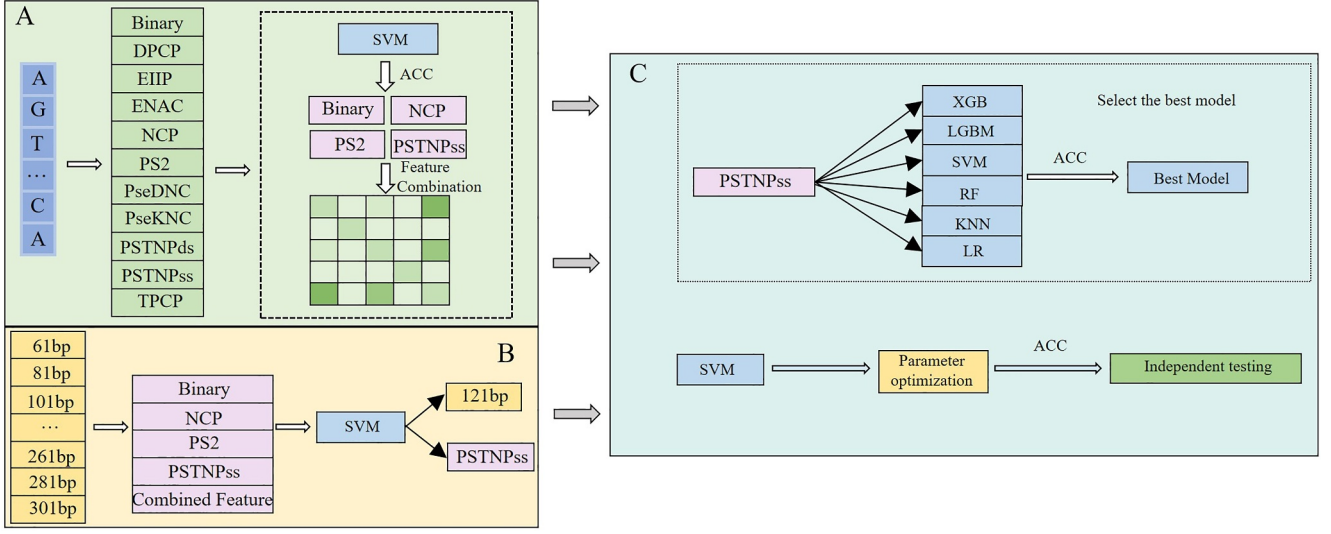 A
A
G
T
...
C
A
Binary
DPCP
EIIP
ENAC
NCP
PS2
PseDNC
PseKNC
PSTNPds
PSTNPss
TPCP
SVM
ACC
Binary
NCP
PS2
PSTNPss
Feature
Combination
B
61bp
81bp
101bp
...
261bp
281bp
301bp
Binary
NCP
PS2
PSTNPss
Combined Feature
SVM
121bp
PSTNPss
C
PSTNPss
XGB
LGBM
SVM
RF
KNN
LR
Select the best model
ACC
Best Model
SVM
Parameter
optimization
ACC
Independent testing